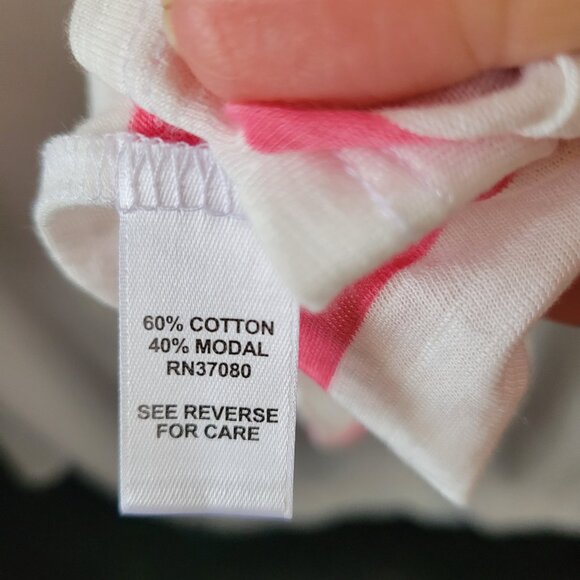 60% COTTON
40% MODAL
RN37080
SEE REVERSE
FOR CARE